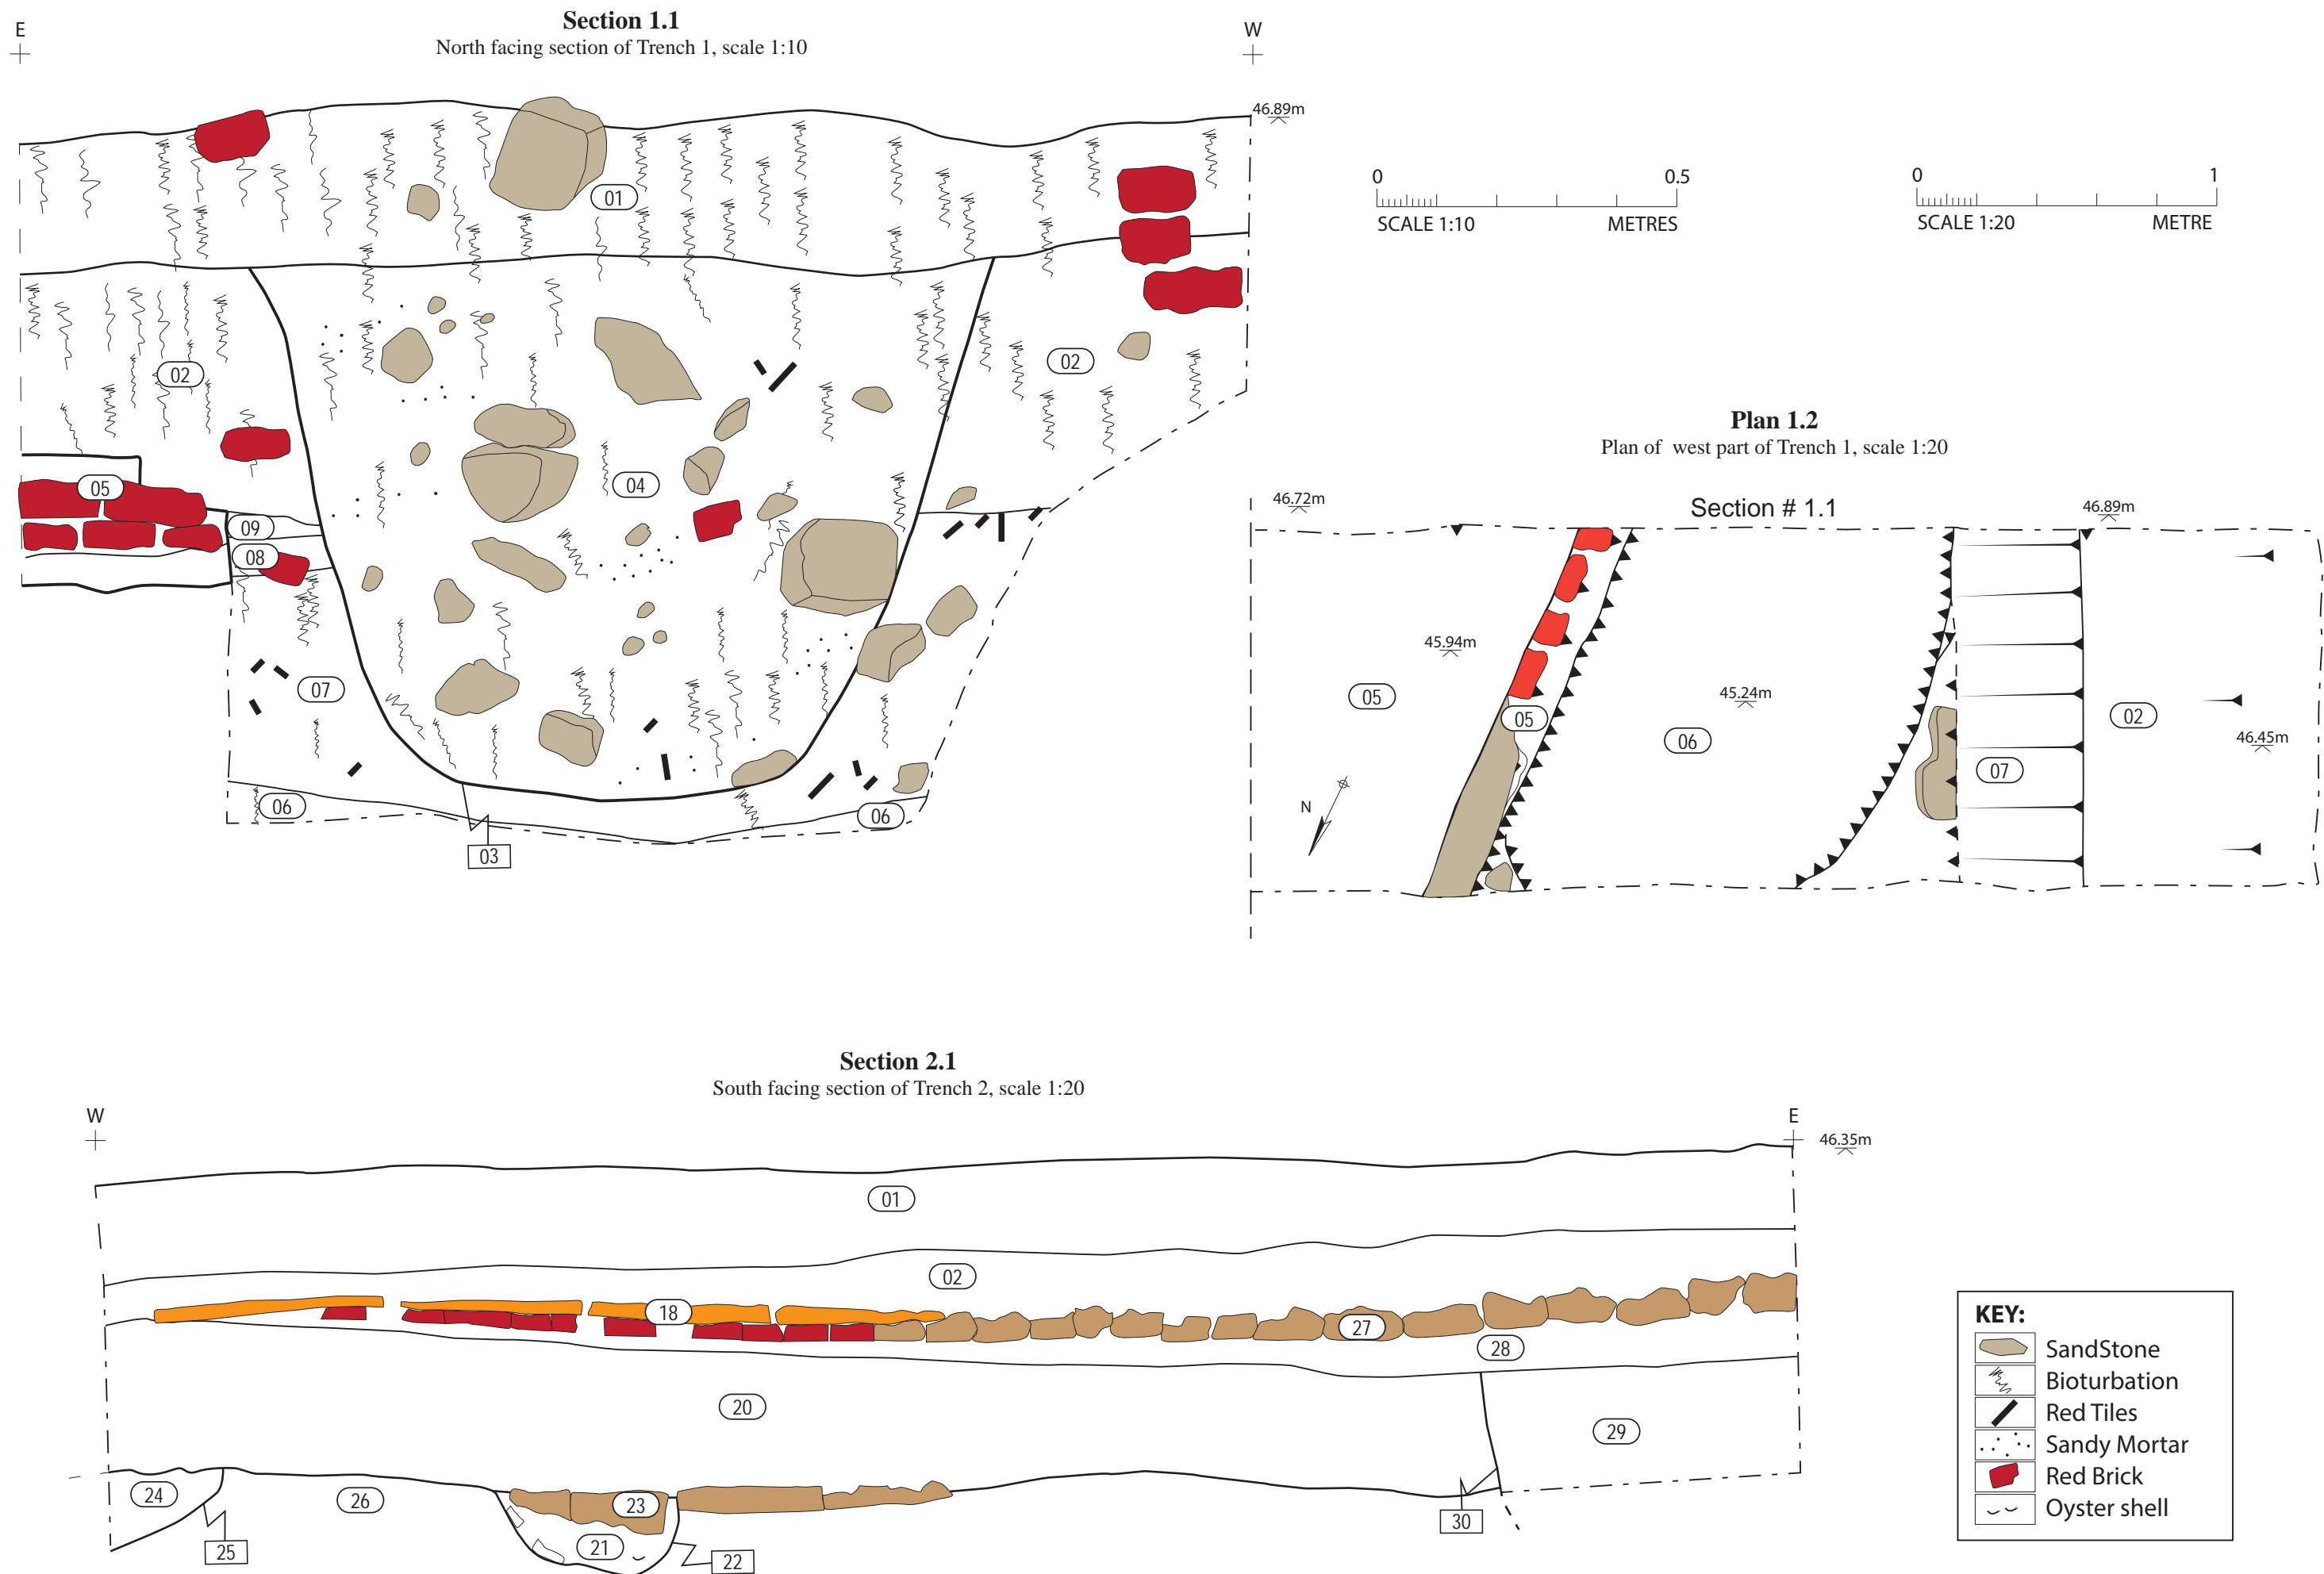 Section 1.1
North facing section of Trench 1, scale 1:10
E
W
46.89m
01
02
02
04
05
09
08
07
06
06
03
0 0.5
SCALE 1:10 METRES
0 1
SCALE 1:20 METRE
Plan 1.2
Plan of west part of Trench 1, scale 1:20
46.72m
Section # 1.1
46.89m
45.94m
05
05
45.24m
06
02
46.45m
07
N
Section 2.1
South facing section of Trench 2, scale 1:20
W
E
46.35m
01
02
18
27
28
20
29
24
26
23
25
21
22
30
KEY:
SandStone
Bioturbation
Red Tiles
Sandy Mortar
Red Brick
Oyster shell